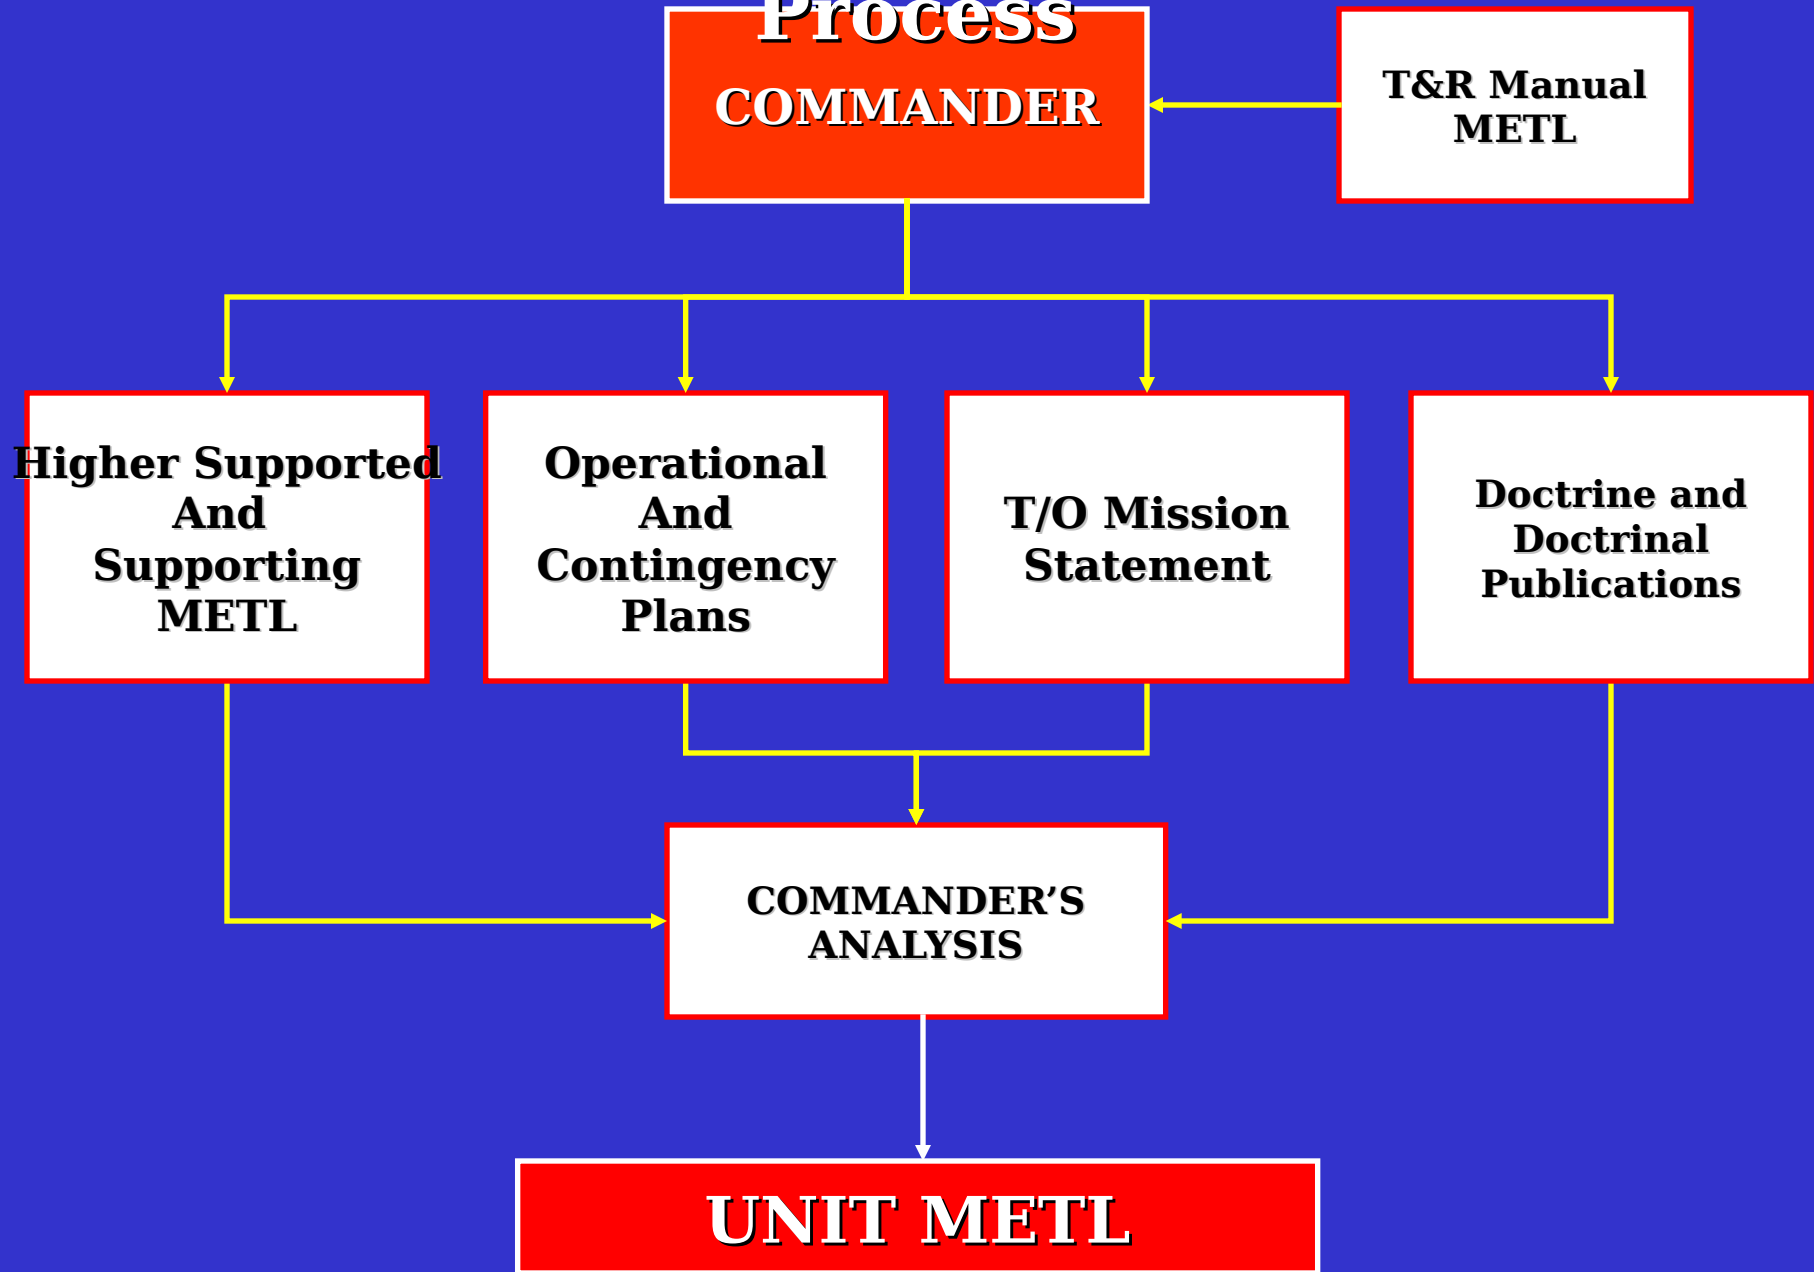 Process
COMMANDER
T&R Manual
METL
Higher Supported
And
Supporting
METL
Operational
And
Contingency
Plans
T/O Mission
Statement
Doctrine and
Doctrinal
Publications
COMMANDER’S
ANALYSIS
UNIT METL